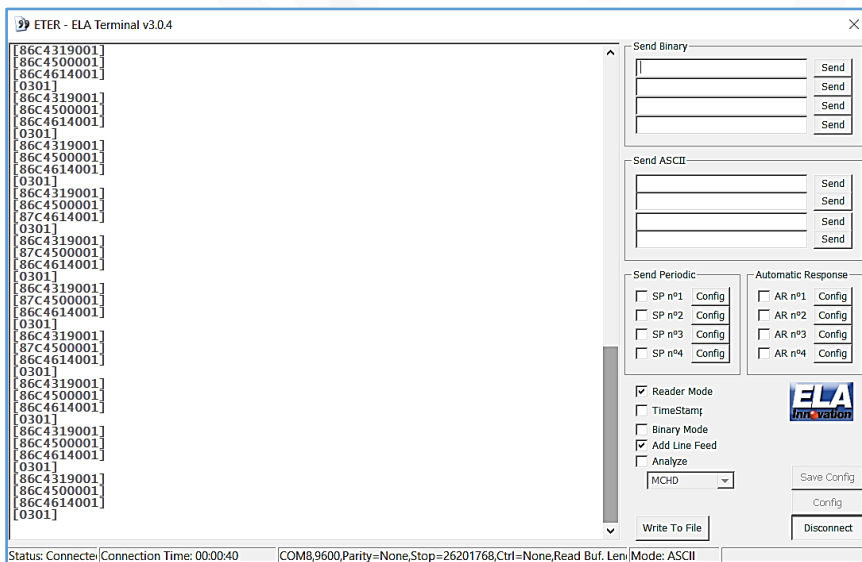 ETER - ELA Terminal v3.0.4
[86C4319001]
[86C4500001]
[86C4614001]
[0301]
[86C4319001]
[86C4500001]
[86C4614001]
[0301]
[86C4319001]
[86C4500001]
[86C4614001]
[0301]
[86C4319001]
[86C4500001]
[87C4614001]
[0301]
[86C4319001]
[87C4500001]
[86C4614001]
[0301]
[86C4319001]
[87C4500001]
[86C4614001]
[0301]
[86C4319001]
[87C4500001]
[86C4614001]
[0301]
[86C4319001]
[86C4500001]
[86C4614001]
[0301]
[86C4319001]
[86C4500001]
[86C4614001]
[0301]
[86C4319001]
[86C4500001]
[86C4614001]
[0301]
Send Binary
Send
Send
Send
Send
Send ASCII
Send
Send
Send
Send
Send Periodic
SP nº1 Config
SP nº2 Config
SP nº3 Config
SP nº4 Config
Automatic Response
AR nº1 Config
AR nº2 Config
AR nº3 Config
AR nº4 Config
Reader Mode
TimeStamp
Binary Mode
Add Line Feed
Analyze
MCHD
ELA
Innovation
Save Config
Config
Write To File
Disconnect
Status: Connected Connection Time: 00:00:40 COM8,9600,Parity=None,Stop=26201768,Ctrl=None,Read Buf. Len Mode: ASCII